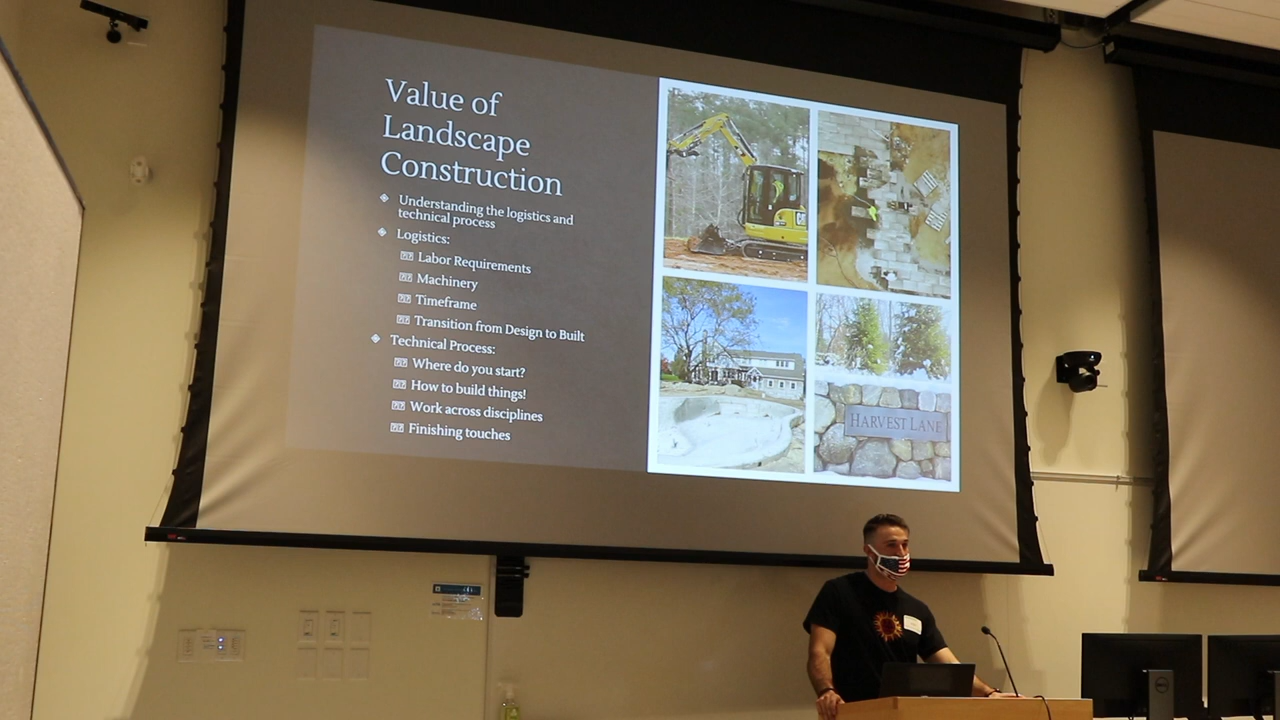 Value of
Landscape
Construction
Understanding the logistics and
technical process
Logistics:
Labor Requirements
Machinery
Timeframe
Transition from Design to Built
Technical Process:
Where do you start?
How to build things!
Work across disciplines
Finishing touches
HARVEST LANE